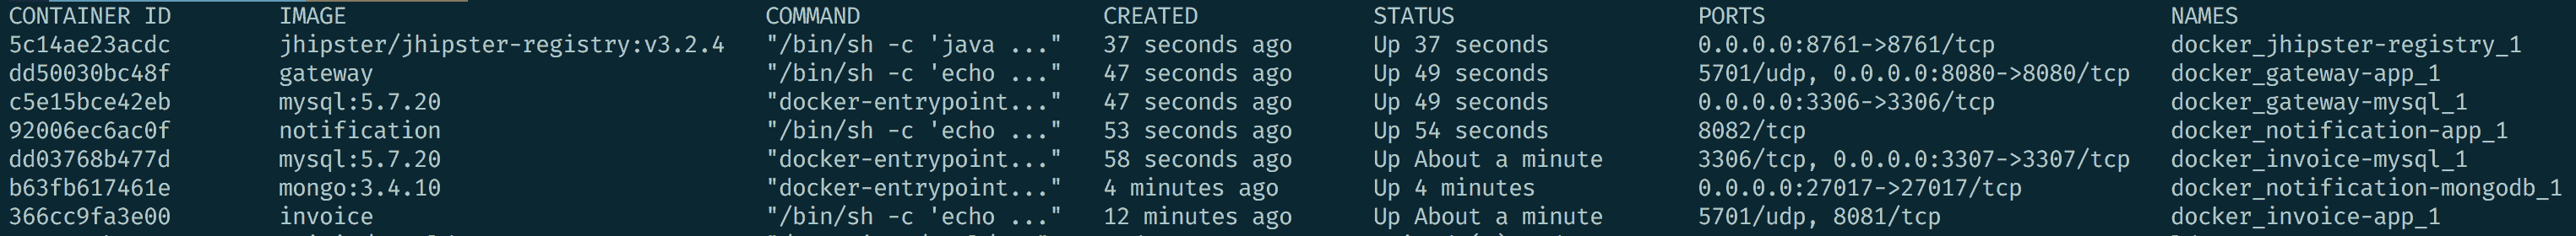 CONTAINER ID IMAGE COMMAND CREATED STATUS PORTS NAMES
5c14ae23acdc jhipster/jhipster-registry:v3.2.4 "/bin/sh -c 'java ..." 37 seconds ago Up 37 seconds 0.0.0.0:8761->8761/tcp docker_jhipster-registry_1
dd50030bc48f gateway "/bin/sh -c 'echo ..." 47 seconds ago Up 49 seconds 5701/udp, 0.0.0.0:8080->8080/tcp docker_gateway-app_1
c5e15bce42eb mysql:5.7.20 "docker-entrypoint..." 47 seconds ago Up 49 seconds 0.0.0.0:3306->3306/tcp docker_gateway-mysql_1
92006ec6ac0f notification "/bin/sh -c 'echo ..." 53 seconds ago Up 54 seconds 8082/tcp docker_notification-app_1
dd03768b477d mysql:5.7.20 "docker-entrypoint..." 58 seconds ago Up About a minute 3306/tcp, 0.0.0.0:3307->3307/tcp docker_invoice-mysql_1
b63fb617461e mongo:3.4.10 "docker-entrypoint..." 4 minutes ago Up 4 minutes 0.0.0.0:27017->27017/tcp docker_notification-mongodb_1
366cc9fa3e00 invoice "/bin/sh -c 'echo ..." 12 minutes ago Up About a minute 5701/udp, 8081/tcp docker_invoice-app_1